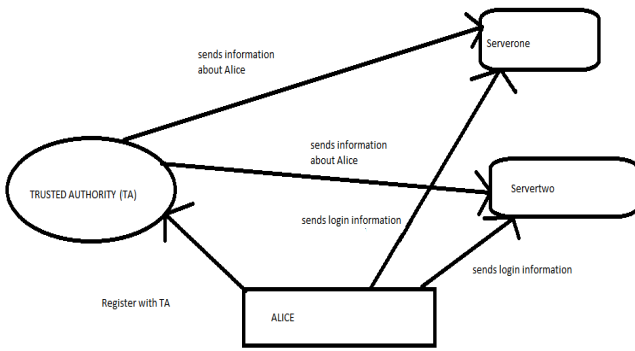 Serverone
sends information
about Alice
sends information
about Alice
TRUSTED AUTHORITY (TA)
Servertwo
sends login information
sends login information
Register with TA
ALICE